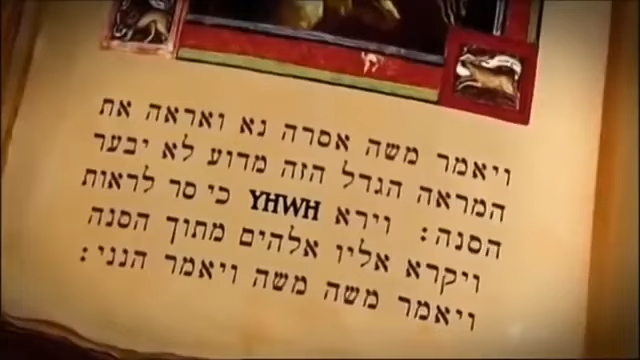 ויאמר משה אסרה נא ואראה את
המראה הגדל הזה מדוע לא יבער
הסנה: וירא YHWH כי סר לראות
ויקרא אליו אלהים מתוך הסנה
ויאמר משה משה ויאמר הנני: